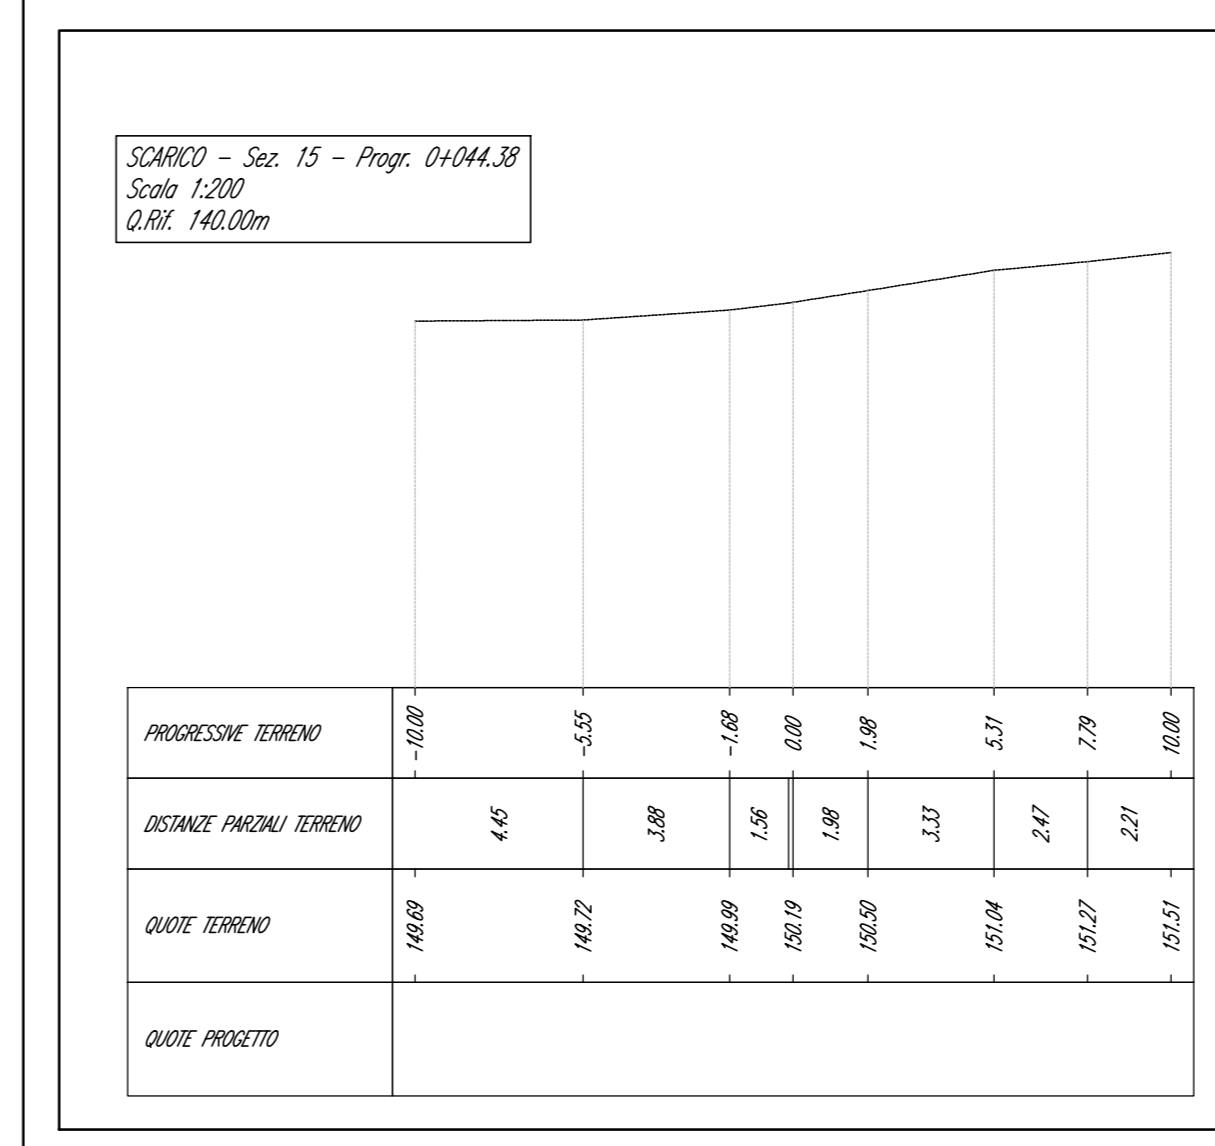 SCARICO – Sez. 15 – Progr. 0+044.38
Scala 1:200
Q.Rif. 140.00m
PROGRESSIVE TERRENO -10.00 -5.55 -1.68 0.00 1.98 5.31 7.79 10.00
DISTANZE PARZIALI TERRENO 4.45 3.88 1.56 1.98 3.33 2.47 2.21
QUOTE TERRENO 149.69 149.72 149.99 150.19 150.50 151.04 151.27 151.51
QUOTE PROGETTO